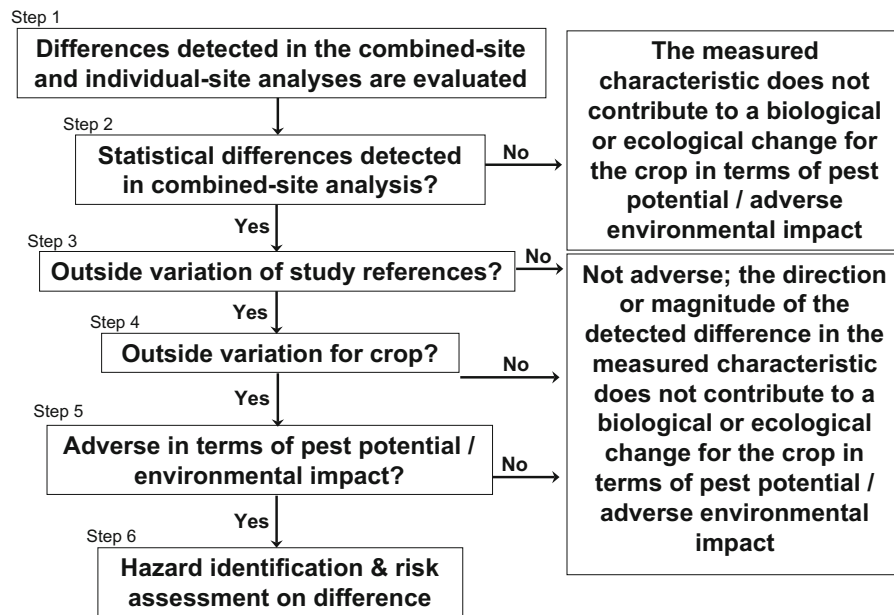 Step 1
Differences detected in the combined-site
and individual-site analyses are evaluated
The measured
characteristic does not
contribute to a biological
or ecological change for
the crop in terms of pest
potential / adverse
environmental impact
Step 2
Statistical differences detected
in combined-site analysis?
No
Yes
Step 3
Outside variation of study references?
No
Not adverse; the direction
or magnitude of the
detected difference in the
measured characteristic
does not contribute to a
biological or ecological
change for the crop in
terms of pest potential /
adverse environmental
impact
Yes
Step 4
Outside variation for crop?
No
Yes
Step 5
Adverse in terms of pest potential /
environmental impact?
No
Yes
Step 6
Hazard identification & risk
assessment on difference